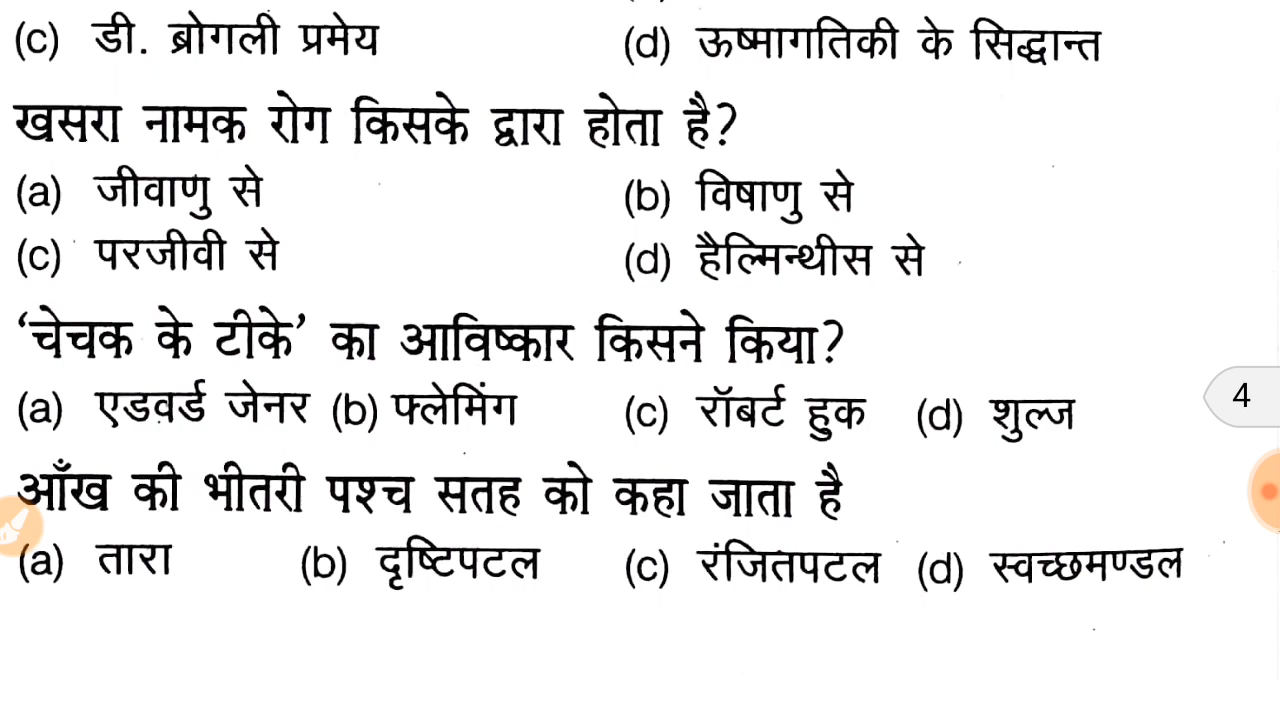 (c) डी. ब्रोगली प्रमेय (d) ऊष्मागतिकी के सिद्धान्त
खसरा नामक रोग किसके द्वारा होता है?
(a) जीवाणु से (b) विषाणु से
(c) परजीवी से (d) हैल्मिन्थीस से
‘चेचक के टीके’ का आविष्कार किसने किया?
(a) एडवर्ड जेनर (b) फ्लेमिंग (c) रॉबर्ट हुक (d) शुल्ज
4
आँख की भीतरी पश्च सतह को कहा जाता है
(a) तारा (b) दृष्टिपटल (c) रंजितपटल (d) स्वच्छमण्डल